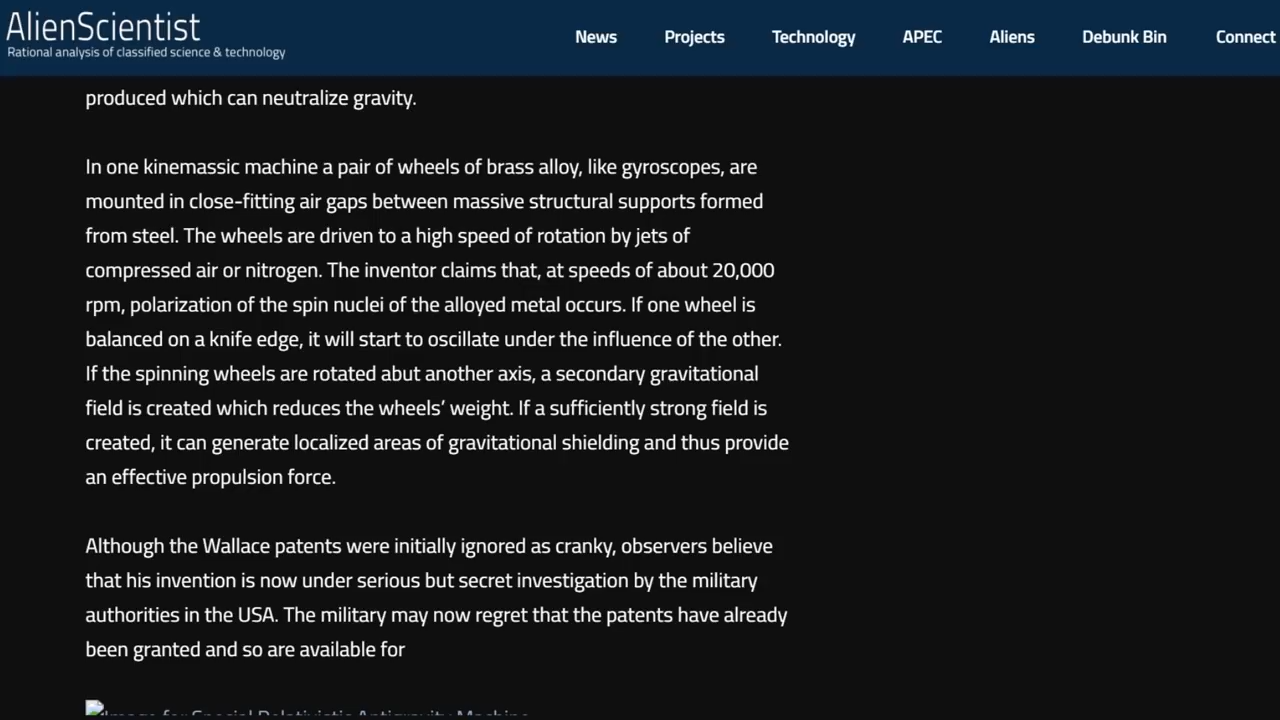 AlienScientist
Rational analysis of classified science & technology
News Projects Technology APEC Aliens Debunk Bin Connect
produced which can neutralize gravity.
In one kinemassic machine a pair of wheels of brass alloy, like gyroscopes, are
mounted in close-fitting air gaps between massive structural supports formed
from steel. The wheels are driven to a high speed of rotation by jets of
compressed air or nitrogen. The inventor claims that, at speeds of about 20,000
rpm, polarization of the spin nuclei of the alloyed metal occurs. If one wheel is
balanced on a knife edge, it will start to oscillate under the influence of the other.
If the spinning wheels are rotated abut another axis, a secondary gravitational
field is created which reduces the wheels’ weight. If a sufficiently strong field is
created, it can generate localized areas of gravitational shielding and thus provide
an effective propulsion force.
Although the Wallace patents were initially ignored as cranky, observers believe
that his invention is now under serious but secret investigation by the military
authorities in the USA. The military may now regret that the patents have already
been granted and so are available for
Image for Special Relativistic Antigravity Machine